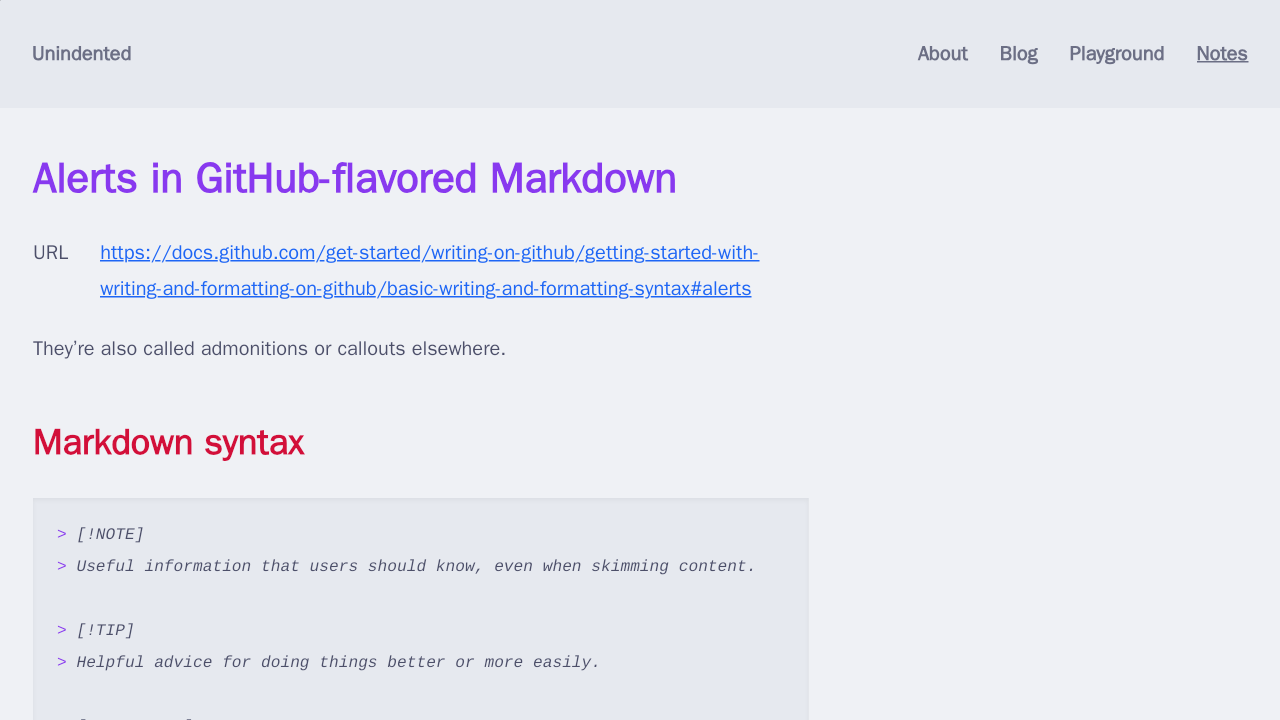 Unindented
About Blog Playground Notes
Alerts in GitHub-flavored Markdown
URL https://docs.github.com/get-started/writing-on-github/getting-started-with-
writing-and-formatting-on-github/basic-writing-and-formatting-syntax#alerts
They’re also called admonitions or callouts elsewhere.
Markdown syntax
> [!NOTE]
> Useful information that users should know, even when skimming content.
> [!TIP]
> Helpful advice for doing things better or more easily.